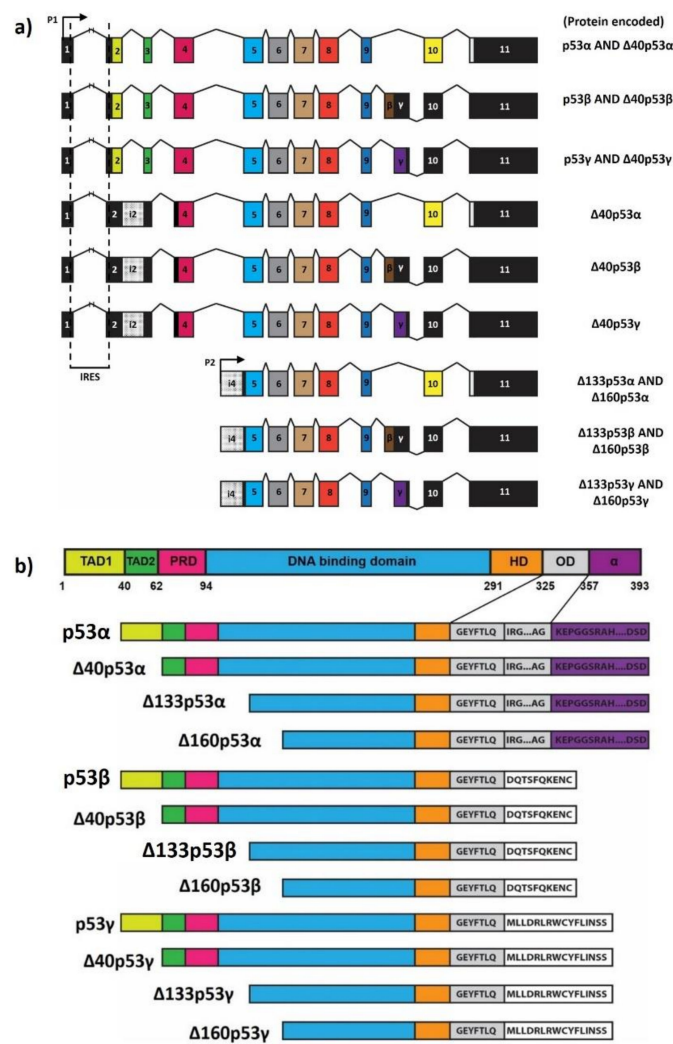 a)
P1
(Protein encoded)
1 2 3 4 5 6 7 8 9 10 11
p53α AND Δ40p53α
1 2 3 4 5 6 7 8 9 β γ 10 11
p53β AND Δ40p53β
1 2 3 4 5 6 7 8 9 γ 10 11
p53γ AND Δ40p53γ
1 2 i2 4 5 6 7 8 9 10 11
Δ40p53α
1 2 i2 4 5 6 7 8 9 β γ 10 11
Δ40p53β
1 2 i2 4 5 6 7 8 9 γ 10 11
Δ40p53γ
IRES
P2
i4 5 6 7 8 9 10 11
Δ133p53α AND
Δ160p53α
i4 5 6 7 8 9 β γ 10 11
Δ133p53β AND
Δ160p53β
i4 5 6 7 8 9 γ 10 11
Δ133p53γ AND
Δ160p53γ
b)
TAD1 TAD2 PRD DNA binding domain HD OD α
1 40 62 94 291 325 357 393
p53α GEYFTLQ IRG...AG KEPGGSRAH....DSD
Δ40p53α GEYFTLQ IRG...AG KEPGGSRAH....DSD
Δ133p53α GEYFTLQ IRG...AG KEPGGSRAH....DSD
Δ160p53α GEYFTLQ IRG...AG KEPGGSRAH....DSD
p53β GEYFTLQ DQTSFQKENC
Δ40p53β GEYFTLQ DQTSFQKENC
Δ133p53β GEYFTLQ DQTSFQKENC
Δ160p53β GEYFTLQ DQTSFQKENC
p53γ GEYFTLQ MLLDRLRWCYFLINSS
Δ40p53γ GEYFTLQ MLLDRLRWCYFLINSS
Δ133p53γ GEYFTLQ MLLDRLRWCYFLINSS
Δ160p53γ GEYFTLQ MLLDRLRWCYFLINSS